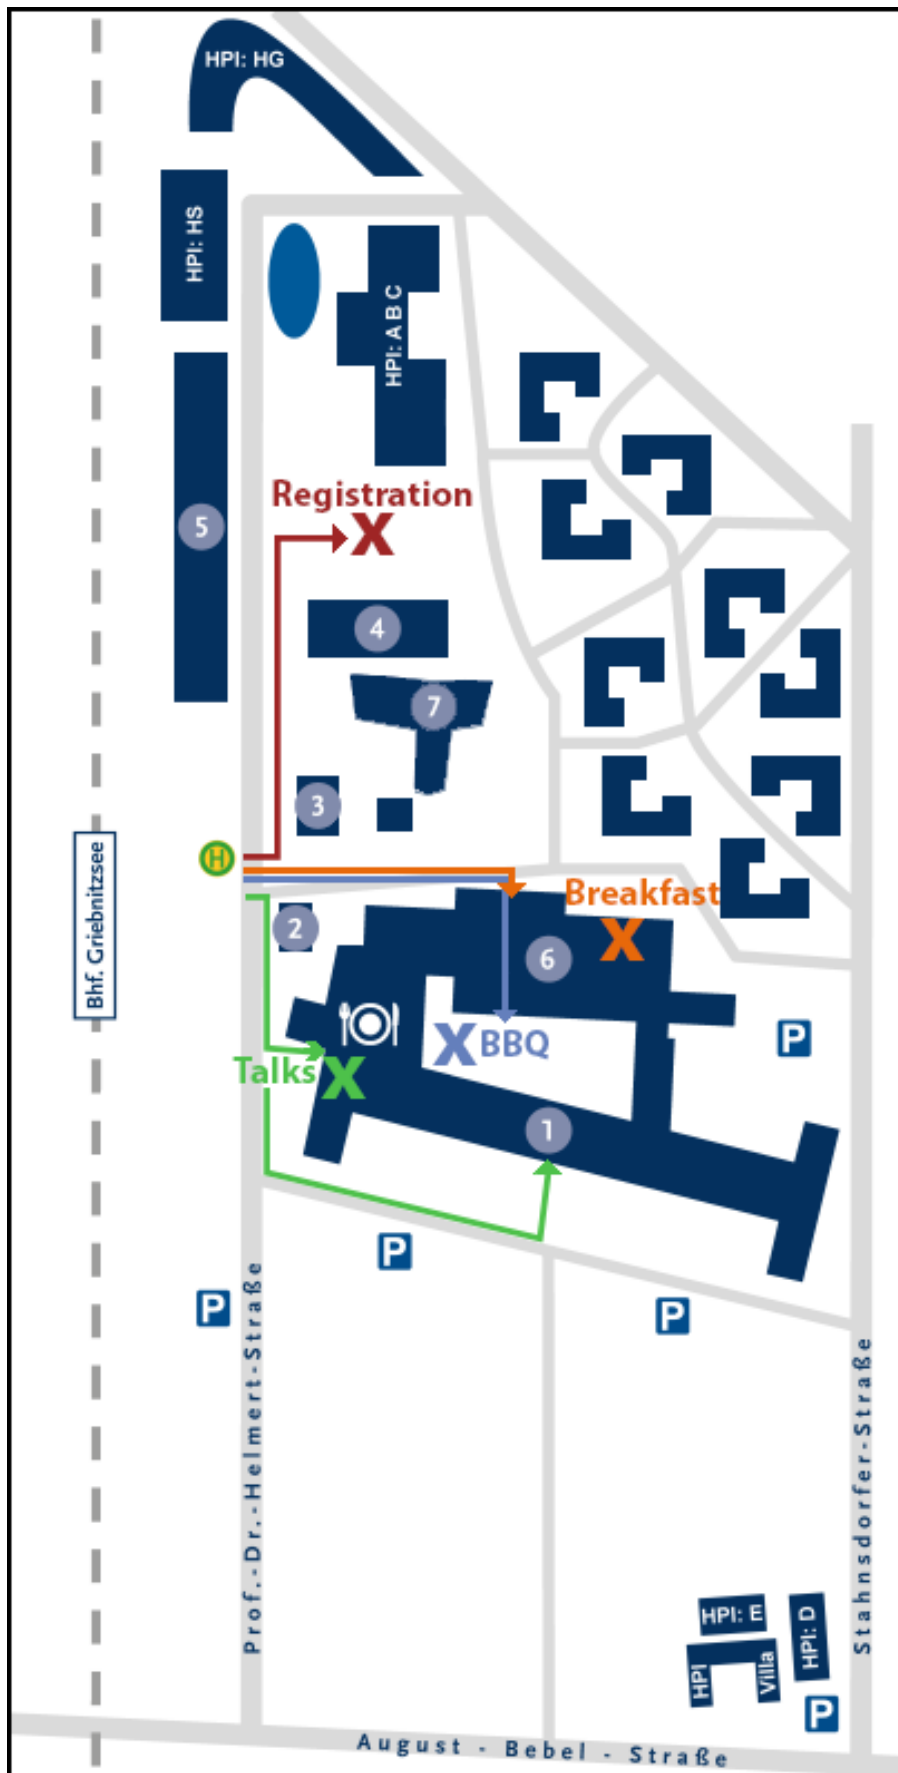 HPI: HG
HPI: HS
HPI: A B C
Registration
5
4
7
3
H
Bhf. Griebnitzsee
Breakfast
2
6
BBQ
Talks
P
1
P
P
P
Prof.-Dr.-Helmert-Straße
Stahnsdorfer-Straße
HPI: E
HPI: D
HPI
Villa
P
August - Bebel - Straße